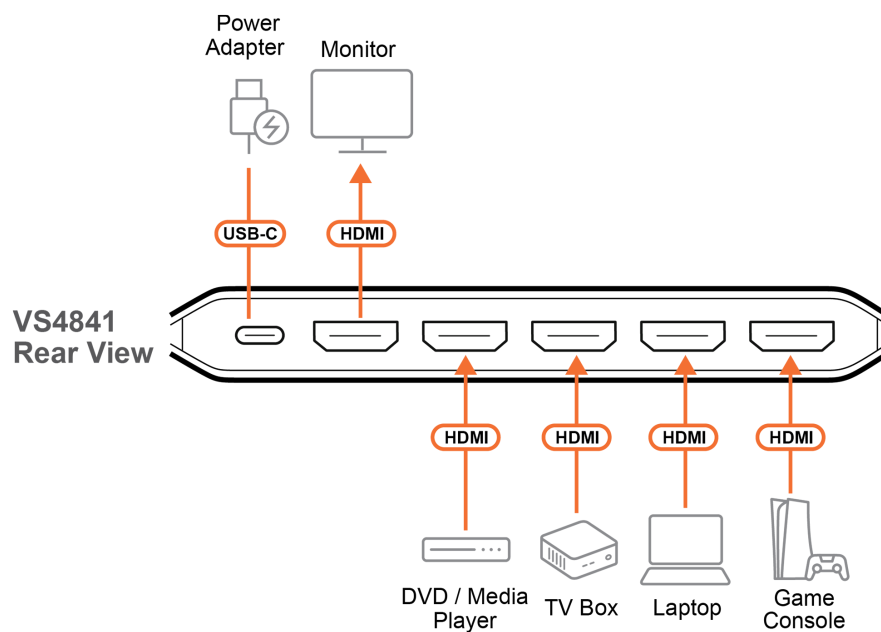 Power
Adapter
Monitor
USB-C
HDMI
VS4841
Rear View
HDMI
HDMI
HDMI
HDMI
DVD / Media
Player
TV Box
Laptop
Game
Console